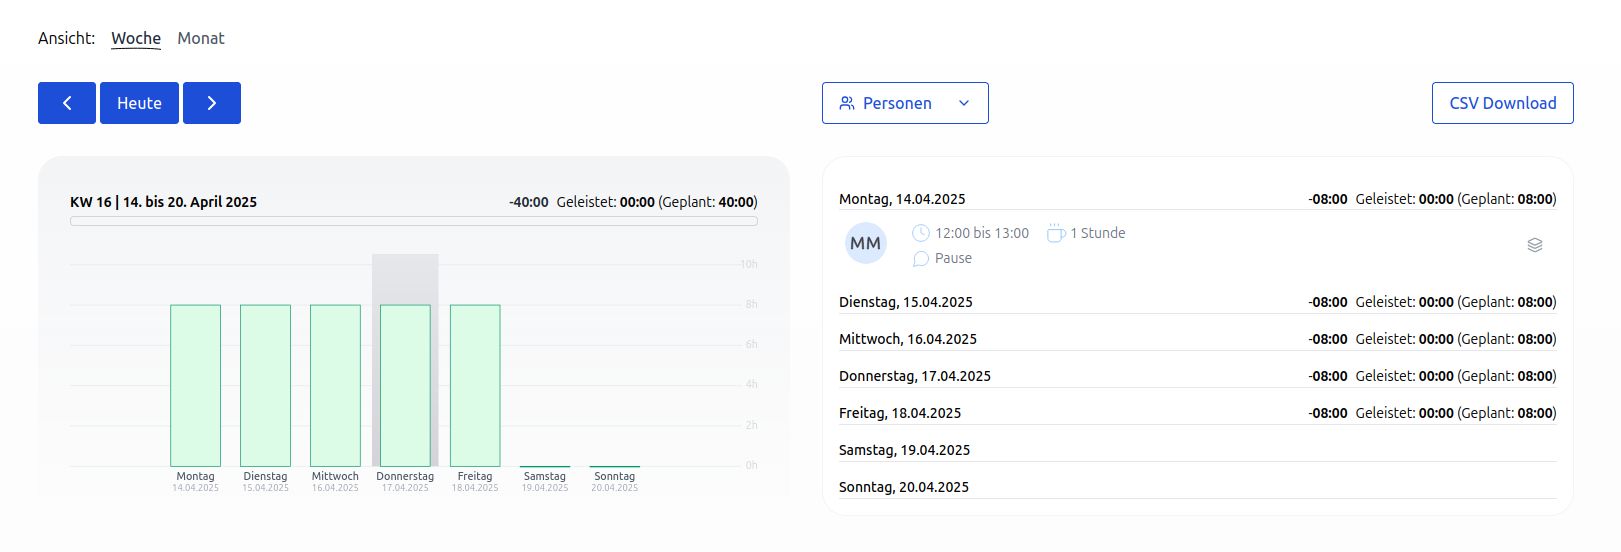 Ansicht: Woche Monat
Heute
Personen
CSV Download
KW 16 | 14. bis 20. April 2025 -40:00 Geleistet: 00:00 (Geplant: 40:00)
10h
8h
6h
4h
2h
0h
Montag Dienstag Mittwoch Donnerstag Freitag Samstag Sonntag
14.04.2025 15.04.2025 16.04.2025 17.04.2025 18.04.2025 19.04.2025 20.04.2025
Montag, 14.04.2025 -08:00 Geleistet: 00:00 (Geplant: 08:00)
MM 12:00 bis 13:00 1 Stunde
Pause
Dienstag, 15.04.2025 -08:00 Geleistet: 00:00 (Geplant: 08:00)
Mittwoch, 16.04.2025 -08:00 Geleistet: 00:00 (Geplant: 08:00)
Donnerstag, 17.04.2025 -08:00 Geleistet: 00:00 (Geplant: 08:00)
Freitag, 18.04.2025 -08:00 Geleistet: 00:00 (Geplant: 08:00)
Samstag, 19.04.2025
Sonntag, 20.04.2025